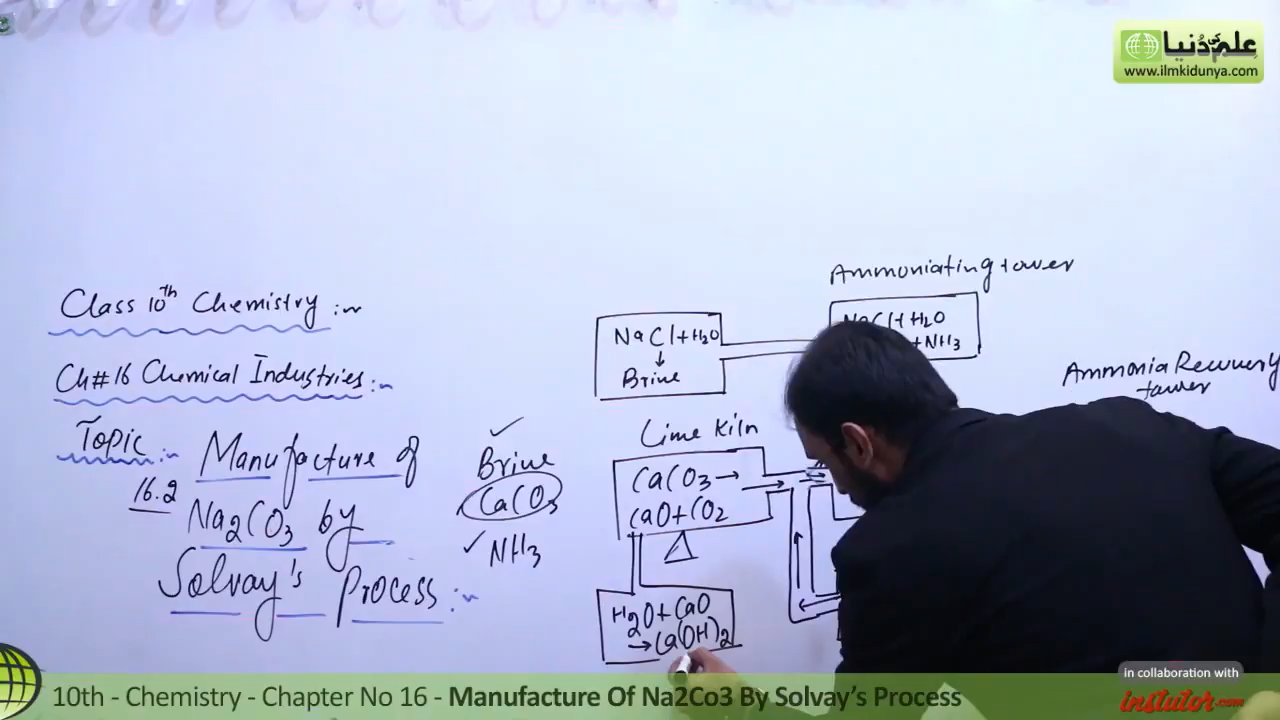 علم کی دُنیا
www.ilmkidunya.com
Class 10th Chemistry :~
Ch#16 Chemical Industries:~
Topic :~
16.2
Manufacture of
Na2CO3 by
Solvay's Process :~
Brine
CaCO3
NH3
NaCl+H2O
↓
Brine
Ammoniating tower
NaCl+H2O
+NH3
Ammonia Recovery
tower
Lime Kiln
CaCO3 →
CaO+CO2
△
H2O+CaO
→Ca(OH)2
in collaboration with
instutor.com
10th - Chemistry - Chapter No 16 - Manufacture Of Na2Co3 By Solvay's Process